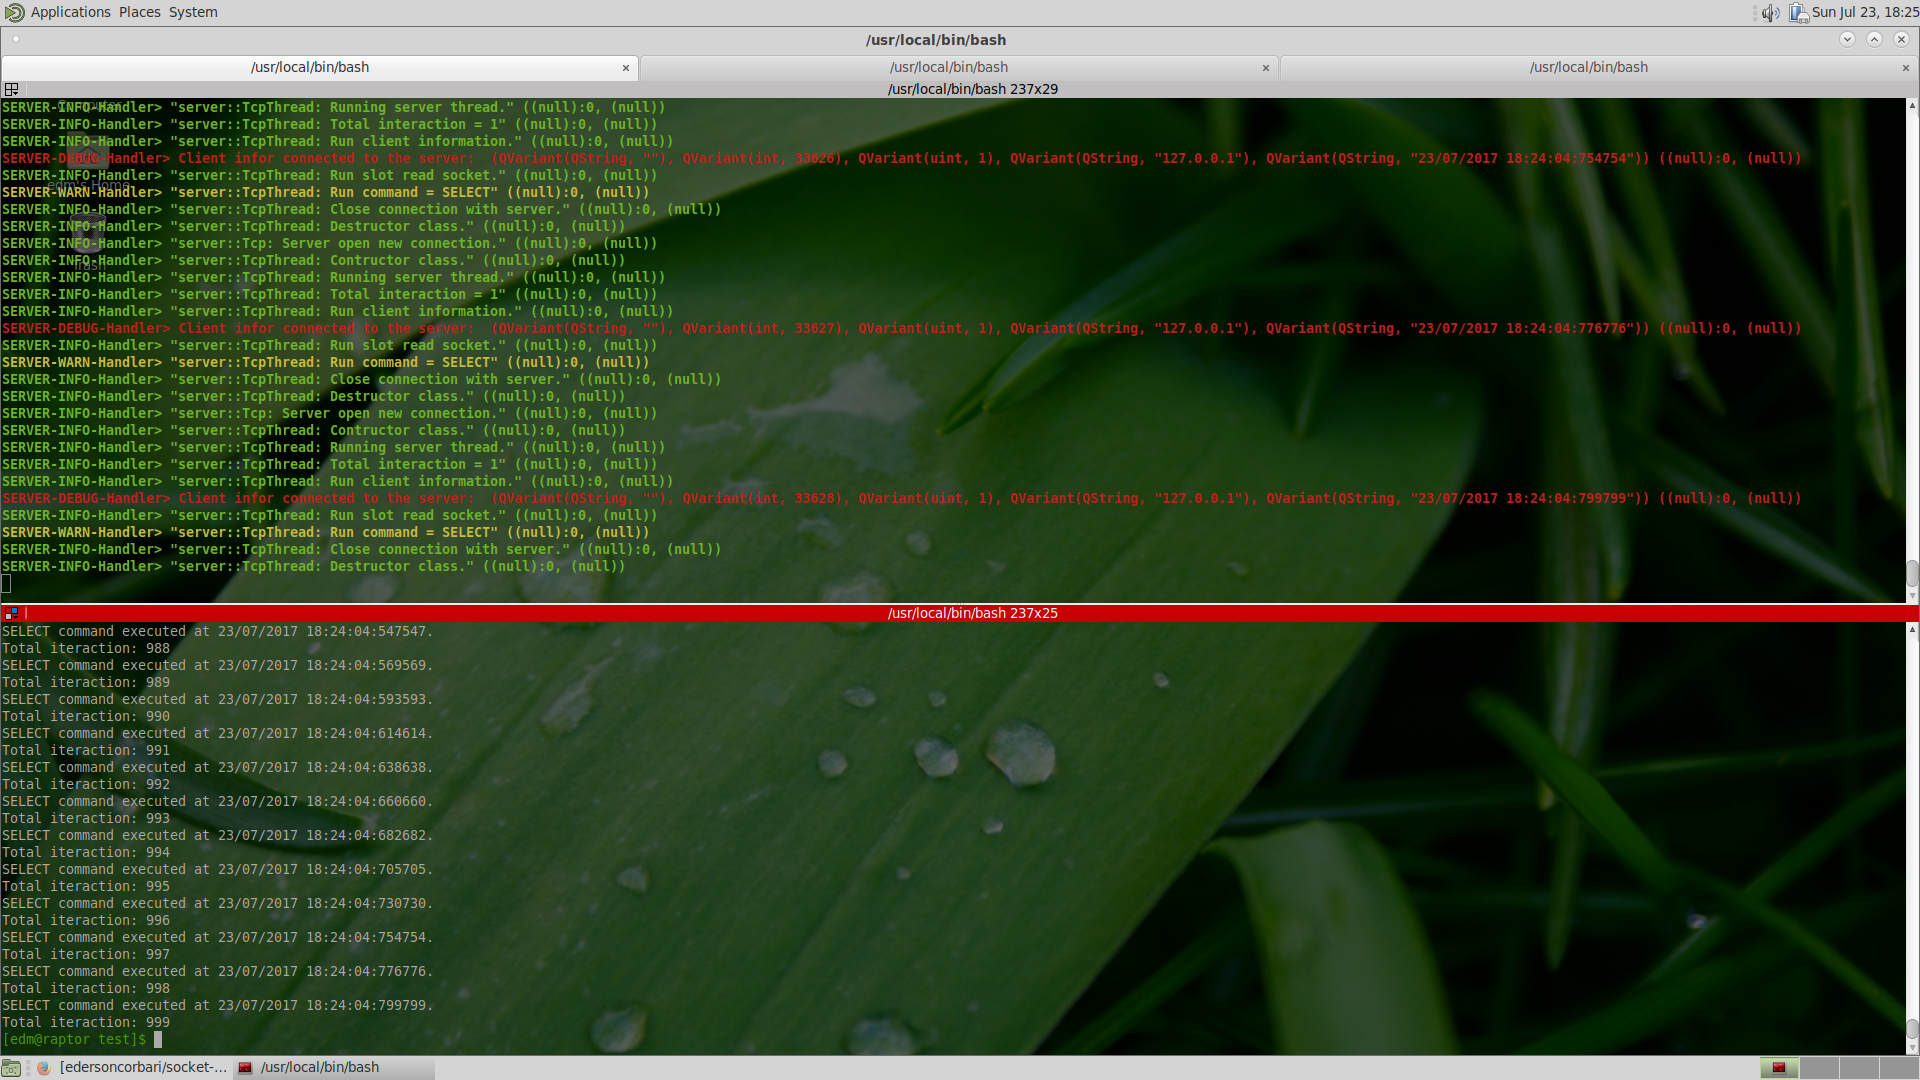 Applications Places System
Sun Jul 23, 18:25
/usr/local/bin/bash
/usr/local/bin/bash
/usr/local/bin/bash
/usr/local/bin/bash
/usr/local/bin/bash 237x29
SERVER-INFO-Handler> "server::TcpThread: Running server thread." ((null):0, (null))
SERVER-INFO-Handler> "server::TcpThread: Total interaction = 1" ((null):0, (null))
SERVER-INFO-Handler> "server::TcpThread: Run client information." ((null):0, (null))
SERVER-DEBUG-Handler> Client infor connected to the server:  (QVariant(QString, ""), QVariant(int, 33626), QVariant(uint, 1), QVariant(QString, "127.0.0.1"), QVariant(QString, "23/07/2017 18:24:04:754754")) ((null):0, (null))
SERVER-INFO-Handler> "server::TcpThread: Run slot read socket." ((null):0, (null))
edm's Home
SERVER-WARN-Handler> "server::TcpThread: Run command = SELECT" ((null):0, (null))
SERVER-INFO-Handler> "server::TcpThread: Close connection with server." ((null):0, (null))
SERVER-INFO-Handler> "server::TcpThread: Destructor class." ((null):0, (null))
SERVER-INFO-Handler> "server::Tcp: Server open new connection." ((null):0, (null))
SERVER-INFO-Handler> "server::TcpThread: Contructor class." ((null):0, (null))
Trash
SERVER-INFO-Handler> "server::TcpThread: Running server thread." ((null):0, (null))
SERVER-INFO-Handler> "server::TcpThread: Total interaction = 1" ((null):0, (null))
SERVER-INFO-Handler> "server::TcpThread: Run client information." ((null):0, (null))
SERVER-DEBUG-Handler> Client infor connected to the server:  (QVariant(QString, ""), QVariant(int, 33627), QVariant(uint, 1), QVariant(QString, "127.0.0.1"), QVariant(QString, "23/07/2017 18:24:04:776776")) ((null):0, (null))
SERVER-INFO-Handler> "server::TcpThread: Run slot read socket." ((null):0, (null))
SERVER-WARN-Handler> "server::TcpThread: Run command = SELECT" ((null):0, (null))
SERVER-INFO-Handler> "server::TcpThread: Close connection with server." ((null):0, (null))
SERVER-INFO-Handler> "server::TcpThread: Destructor class." ((null):0, (null))
SERVER-INFO-Handler> "server::Tcp: Server open new connection." ((null):0, (null))
SERVER-INFO-Handler> "server::TcpThread: Contructor class." ((null):0, (null))
SERVER-INFO-Handler> "server::TcpThread: Running server thread." ((null):0, (null))
SERVER-INFO-Handler> "server::TcpThread: Total interaction = 1" ((null):0, (null))
SERVER-INFO-Handler> "server::TcpThread: Run client information." ((null):0, (null))
SERVER-DEBUG-Handler> Client infor connected to the server:  (QVariant(QString, ""), QVariant(int, 33628), QVariant(uint, 1), QVariant(QString, "127.0.0.1"), QVariant(QString, "23/07/2017 18:24:04:799799")) ((null):0, (null))
SERVER-INFO-Handler> "server::TcpThread: Run slot read socket." ((null):0, (null))
SERVER-WARN-Handler> "server::TcpThread: Run command = SELECT" ((null):0, (null))
SERVER-INFO-Handler> "server::TcpThread: Close connection with server." ((null):0, (null))
SERVER-INFO-Handler> "server::TcpThread: Destructor class." ((null):0, (null))
/usr/local/bin/bash 237x25
SELECT command executed at 23/07/2017 18:24:04:547547.
Total iteraction: 988
SELECT command executed at 23/07/2017 18:24:04:569569.
Total iteraction: 989
SELECT command executed at 23/07/2017 18:24:04:593593.
Total iteraction: 990
SELECT command executed at 23/07/2017 18:24:04:614614.
Total iteraction: 991
SELECT command executed at 23/07/2017 18:24:04:638638.
Total iteraction: 992
SELECT command executed at 23/07/2017 18:24:04:660660.
Total iteraction: 993
SELECT command executed at 23/07/2017 18:24:04:682682.
Total iteraction: 994
SELECT command executed at 23/07/2017 18:24:04:705705.
Total iteraction: 995
SELECT command executed at 23/07/2017 18:24:04:730730.
Total iteraction: 996
SELECT command executed at 23/07/2017 18:24:04:754754.
Total iteraction: 997
SELECT command executed at 23/07/2017 18:24:04:776776.
Total iteraction: 998
SELECT command executed at 23/07/2017 18:24:04:799799.
Total iteraction: 999
[edm@raptor test]$
[edersoncorbari/socket-... /usr/local/bin/bash